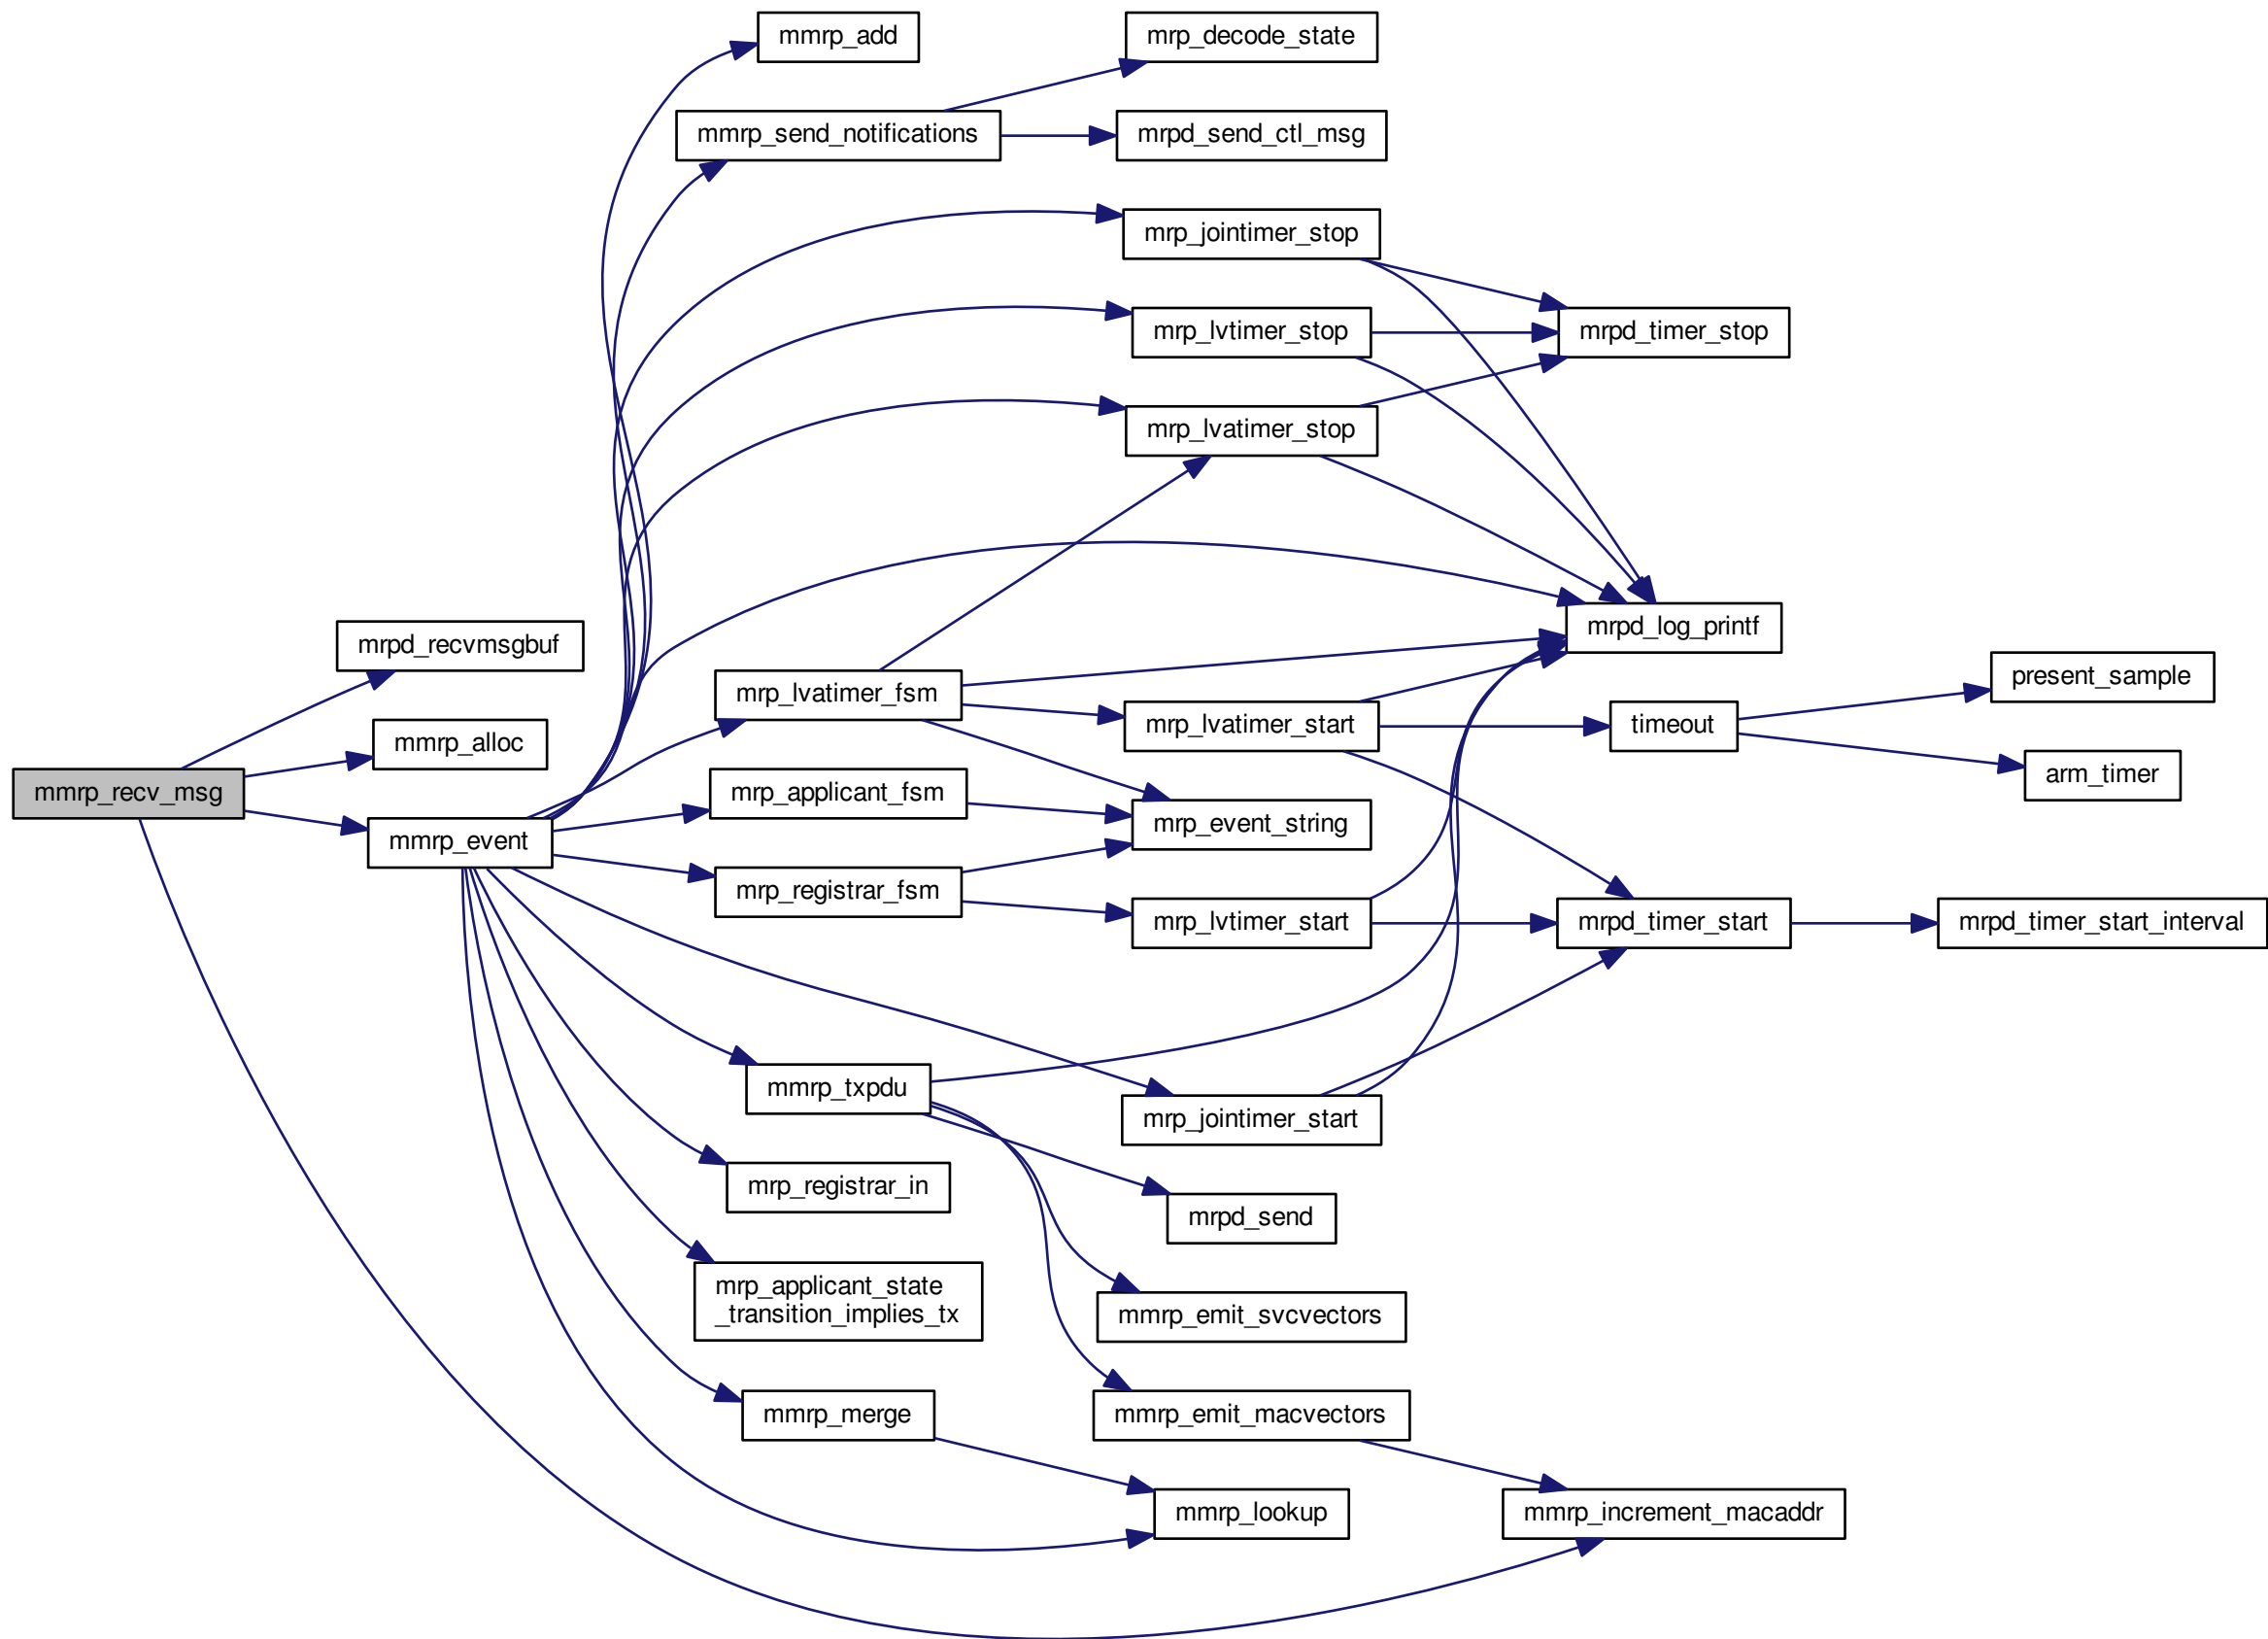 mmrp_add
mrp_decode_state
mmrp_send_notifications
mrpd_send_ctl_msg
mrp_jointimer_stop
mrp_lvtimer_stop
mrpd_timer_stop
mrp_lvatimer_stop
mrpd_log_printf
mrpd_recvmsgbuf
present_sample
mrp_lvatimer_fsm
mrp_lvatimer_start
timeout
mmrp_alloc
arm_timer
mmrp_recv_msg
mrp_applicant_fsm
mrp_event_string
mmrp_event
mrp_registrar_fsm
mrp_lvtimer_start
mrpd_timer_start
mrpd_timer_start_interval
mmrp_txpdu
mrp_jointimer_start
mrp_registrar_in
mrpd_send
mrp_applicant_state
_transition_implies_tx
mmrp_emit_svcvectors
mmrp_merge
mmrp_emit_macvectors
mmrp_lookup
mmrp_increment_macaddr